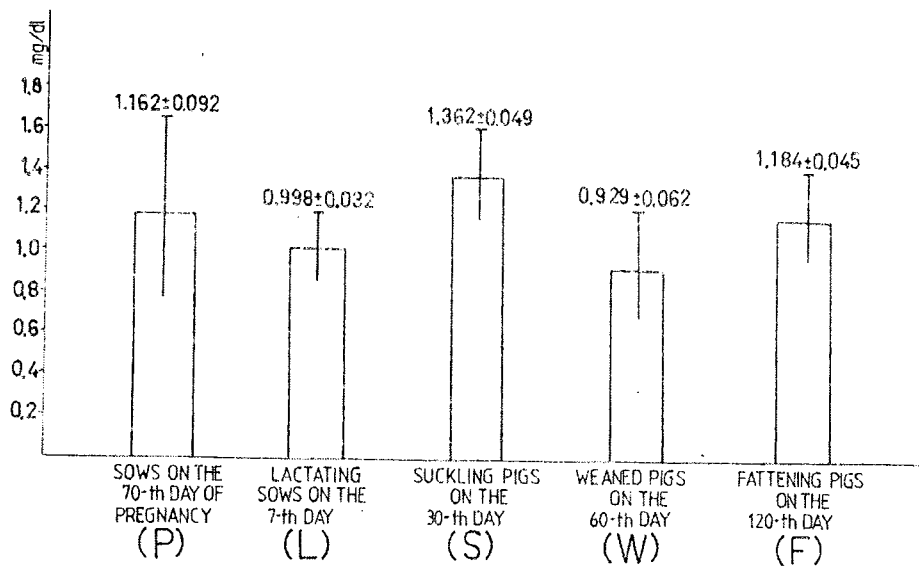 mg/dl
1.8
1.6
1.4
1.2
1.0
0.8
0.6
0.4
0.2
1.162±0.092
0.998±0.032
1.362±0.049
0.929±0.062
1.184±0.045
SOWS ON THE
70-th DAY OF
PREGNANCY
(P)
LACTATING
SOWS ON THE
7-th DAY
(L)
SUCKLING PIGS
ON THE
30-th DAY
(S)
WEANED PIGS
ON THE
60-th DAY
(W)
FATTENING PIGS
ON THE
120-th DAY
(F)